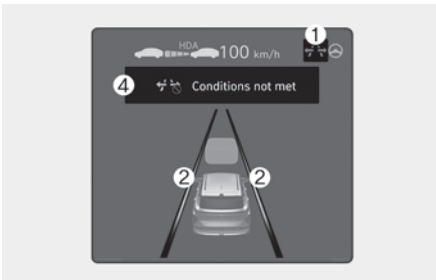 ①
HDA
100 km/h
④ Conditions not met
② ②